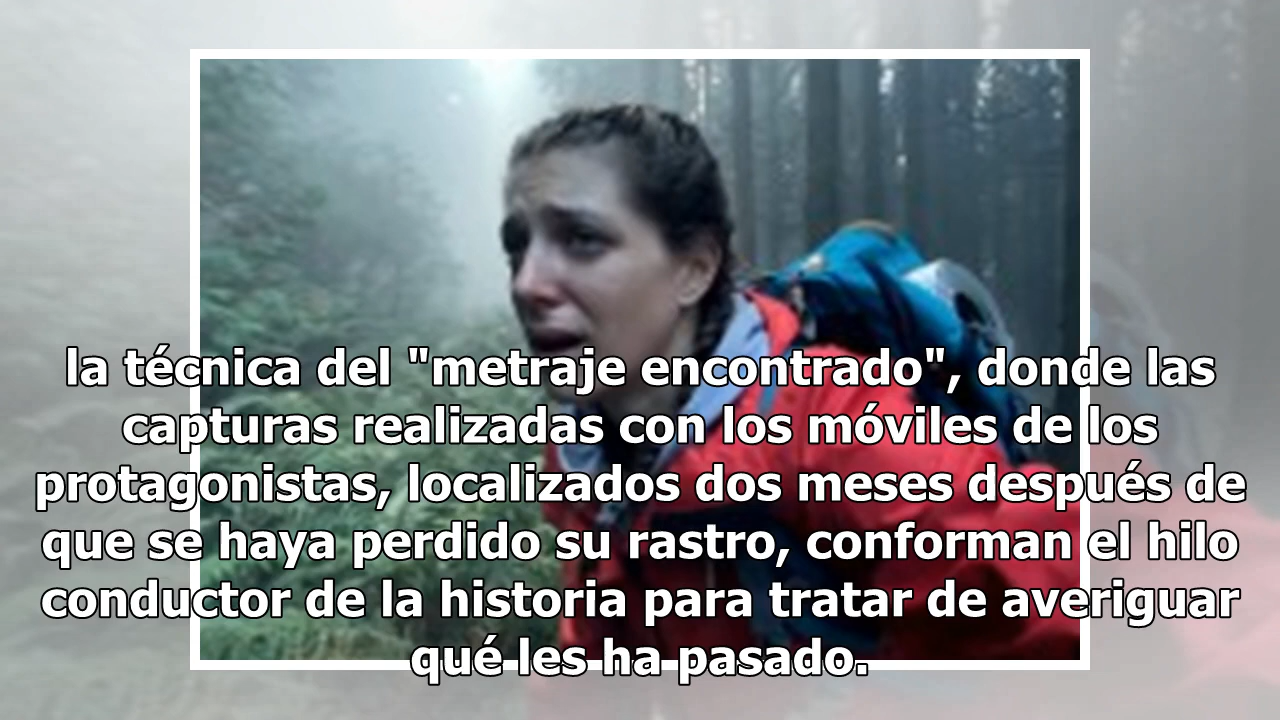 la técnica del "metraje encontrado", donde las
capturas realizadas con los móviles de los
protagonistas, localizados dos meses después de
que se haya perdido su rastro, conforman el hilo
conductor de la historia para tratar de averiguar
qué les ha pasado.